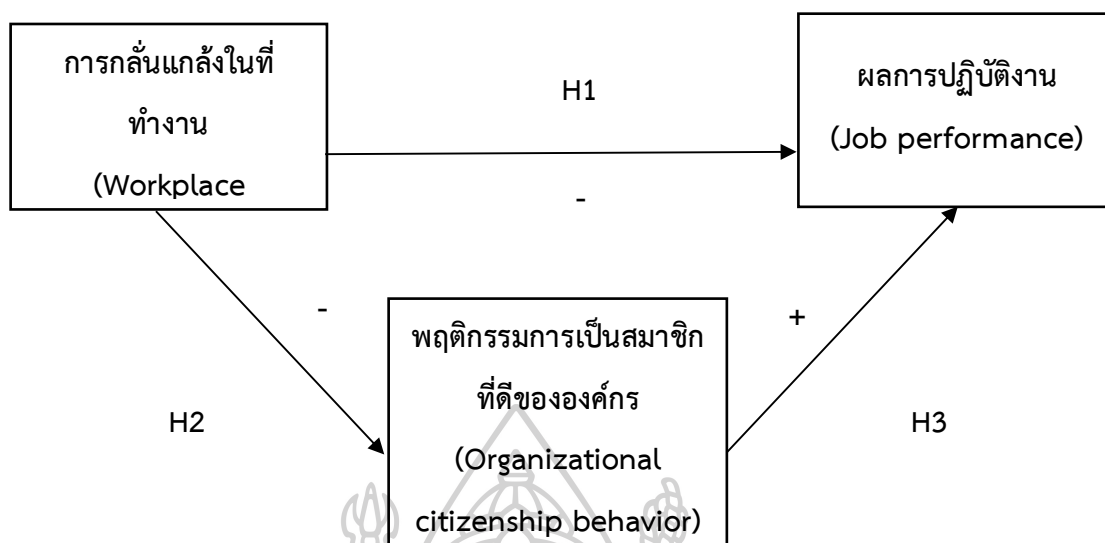 การกลั่นแกล้งในที่
ทำงาน
(Workplace
H1
-
ผลการปฏิบัติงาน
(Job performance)
-
+
H2
พฤติกรรมการเป็นสมาชิก
ที่ดีขององค์กร
(Organizational
citizenship behavior)
H3